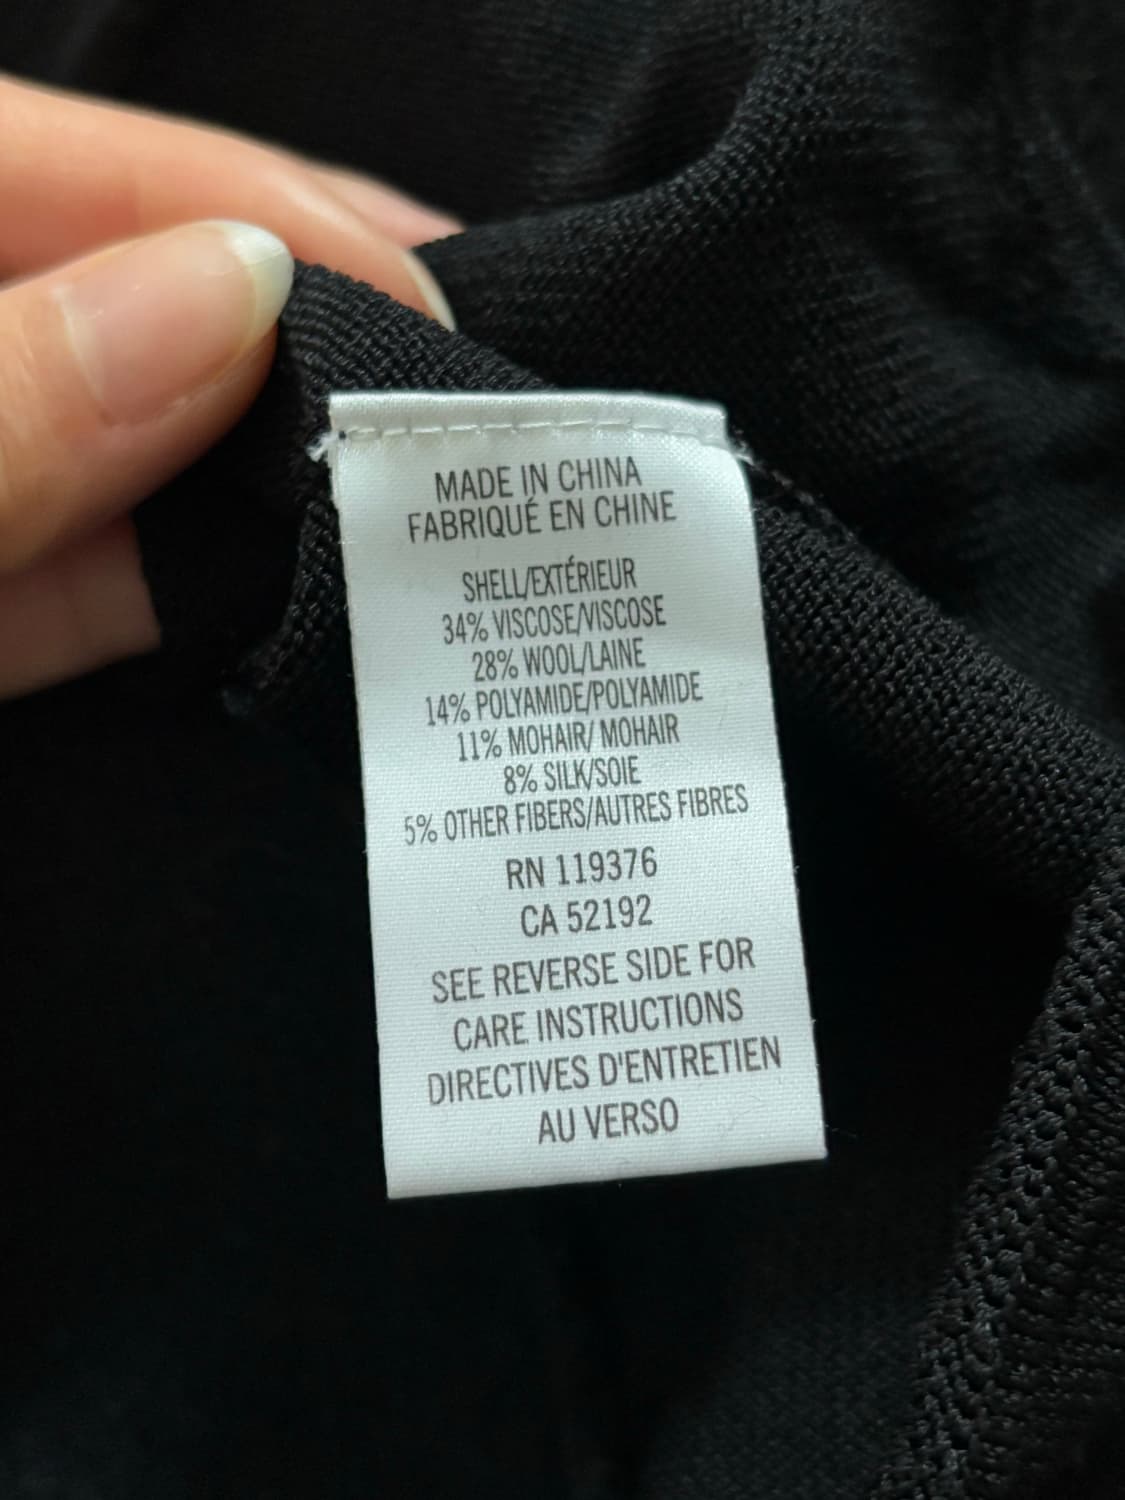 MADE IN CHINA
FABRIQUÉ EN CHINE
SHELL/EXTÉRIEUR
34% VISCOSE/VISCOSE
28% WOOL/LAINE
14% POLYAMIDE/POLYAMIDE
11% MOHAIR/ MOHAIR
8% SILK/SOIE
5% OTHER FIBERS/AUTRES FIBRES
RN 119376
CA 52192
SEE REVERSE SIDE FOR
CARE INSTRUCTIONS
DIRECTIVES D'ENTRETIEN
AU VERSO